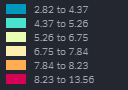 2.82 to 4.37
4.37 to 5.26
5.26 to 6.75
6.75 to 7.84
7.84 to 8.23
8.23 to 13.56